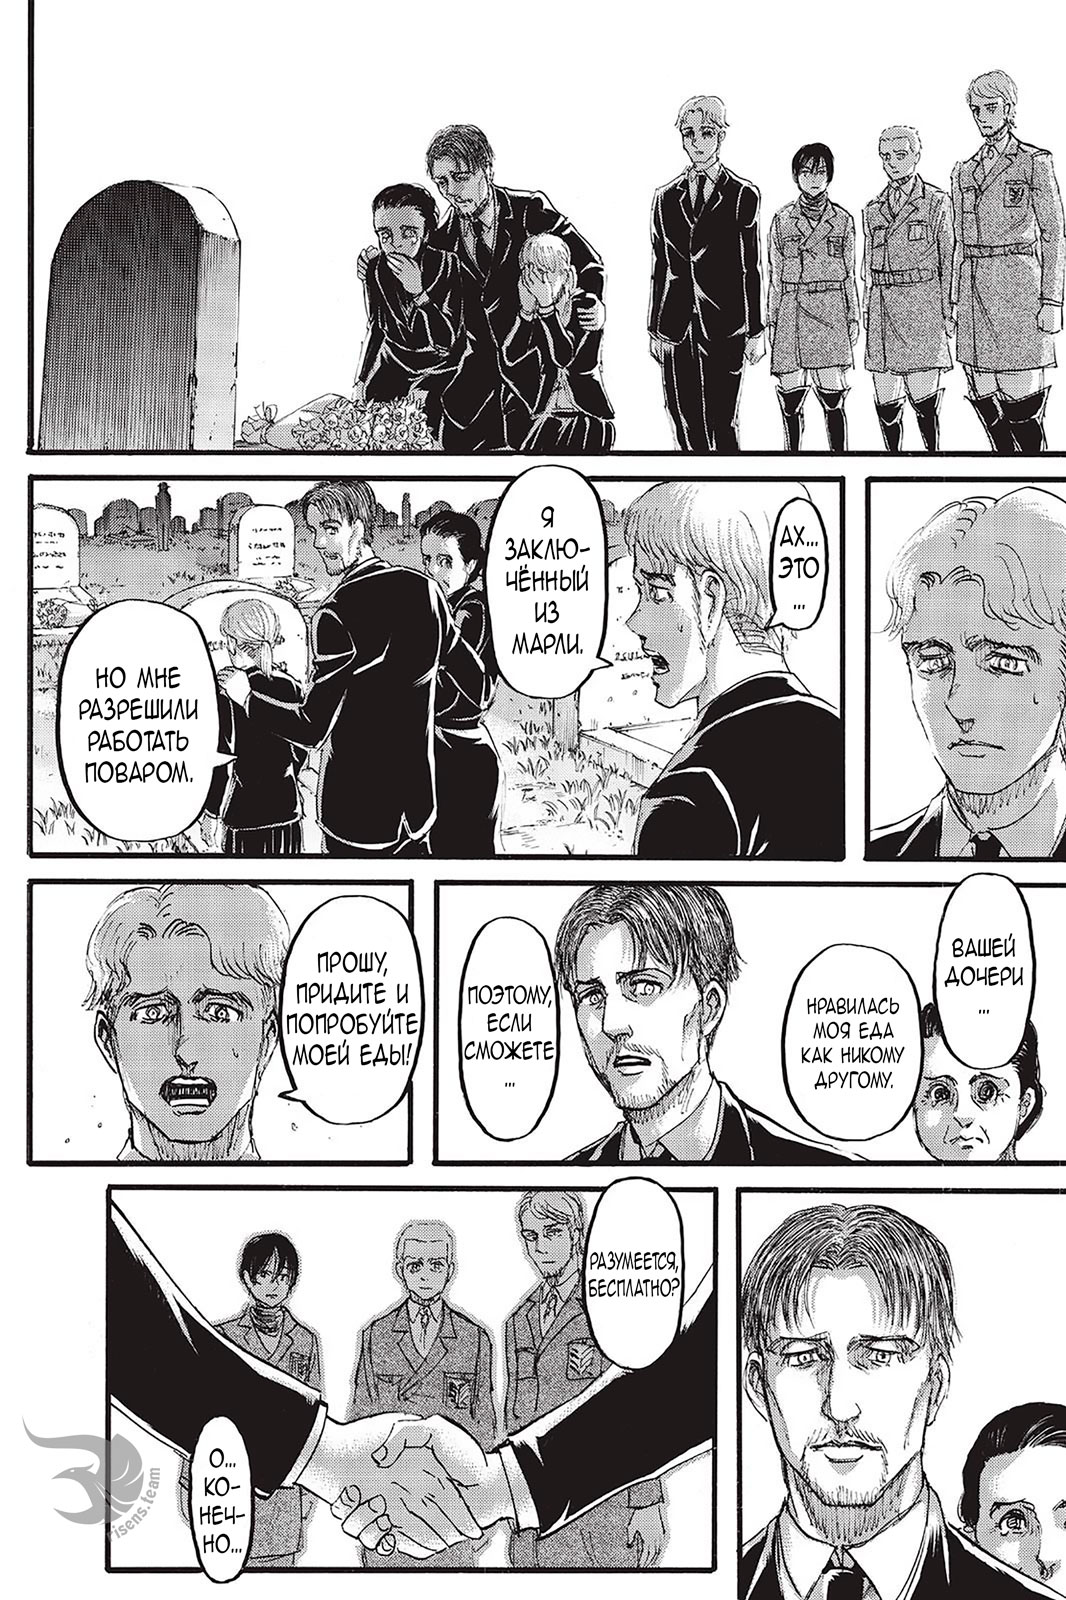 АХ...
ЭТО
...
Я
ЗАКЛЮ-
ЧЁННЫЙ
ИЗ
МАРЛИ.
НО МНЕ
РАЗРЕШИЛИ
РАБОТАТЬ
ПОВАРОМ.
ВАШЕЙ
ДОЧЕРИ
...
НРАВИЛАСЬ
МОЯ ЕДА
КАК НИКОМУ
ДРУГОМУ.
ПОЭТОМУ,
ЕСЛИ
СМОЖЕТЕ
...
ПРОШУ,
ПРИДИТЕ И
ПОПРОБУЙТЕ
МОЕЙ ЕДЫ!
РАЗУМЕЕТСЯ,
БЕСПЛАТНО?
О...
КО-
НЕЧ-
НО...
risens.team